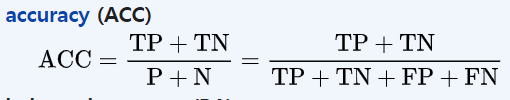 accuracy (ACC)
ACC = (TP + TN) / (P + N) = (TP + TN) / (TP + TN + FP + FN)